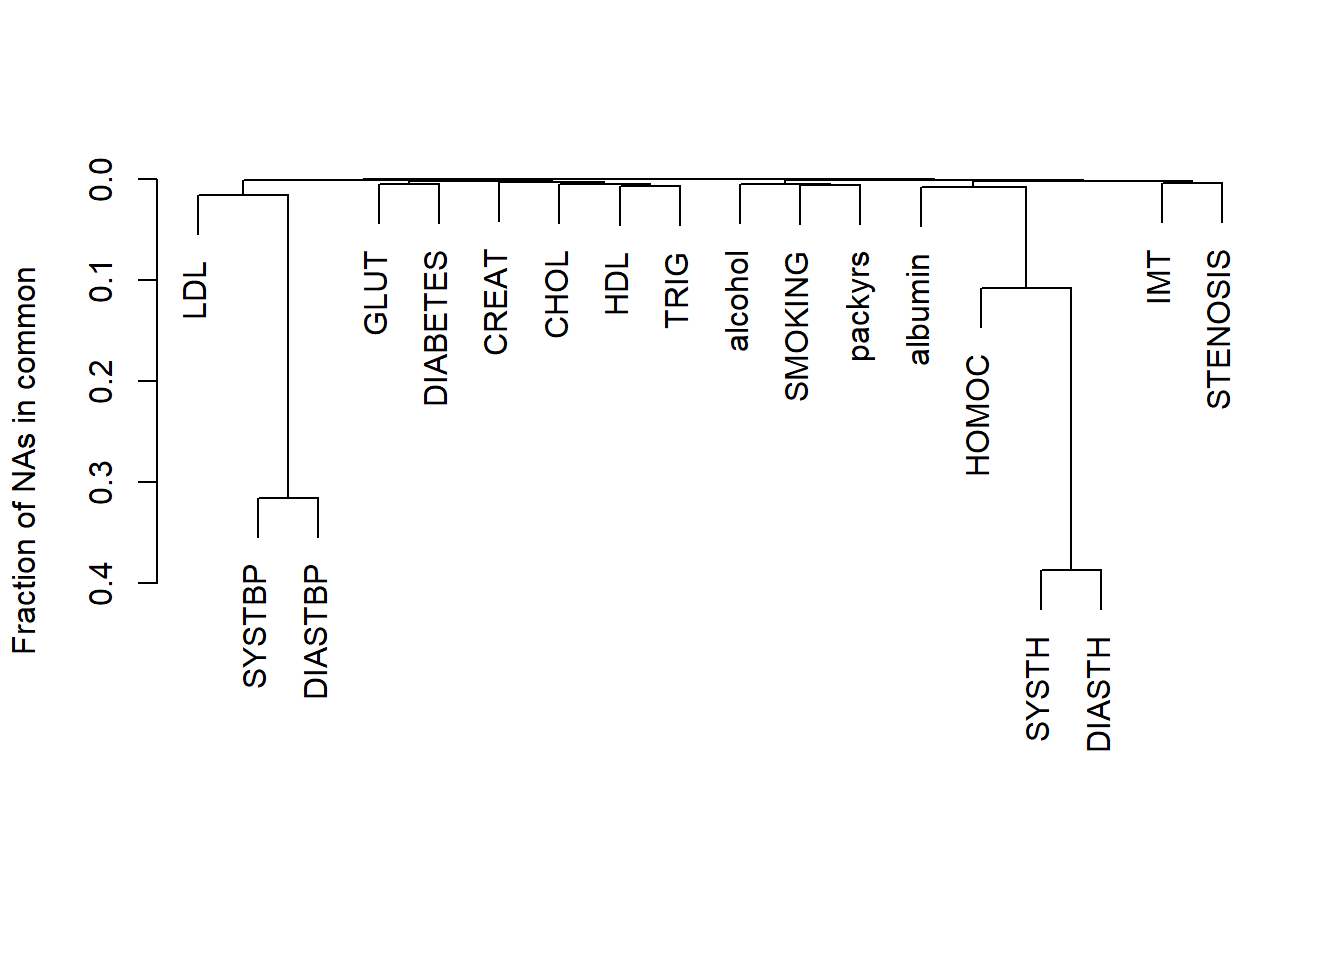 Fraction of NAs in common
0.0
0.1
0.2
0.3
0.4
LDL
SYSTBP
DIASTBP
GLUT
DIABETES
CREAT
CHOL
HDL
TRIG
alcohol
SMOKING
packyrs
albumin
HOMOC
SYSTH
DIASTH
IMT
STENOSIS